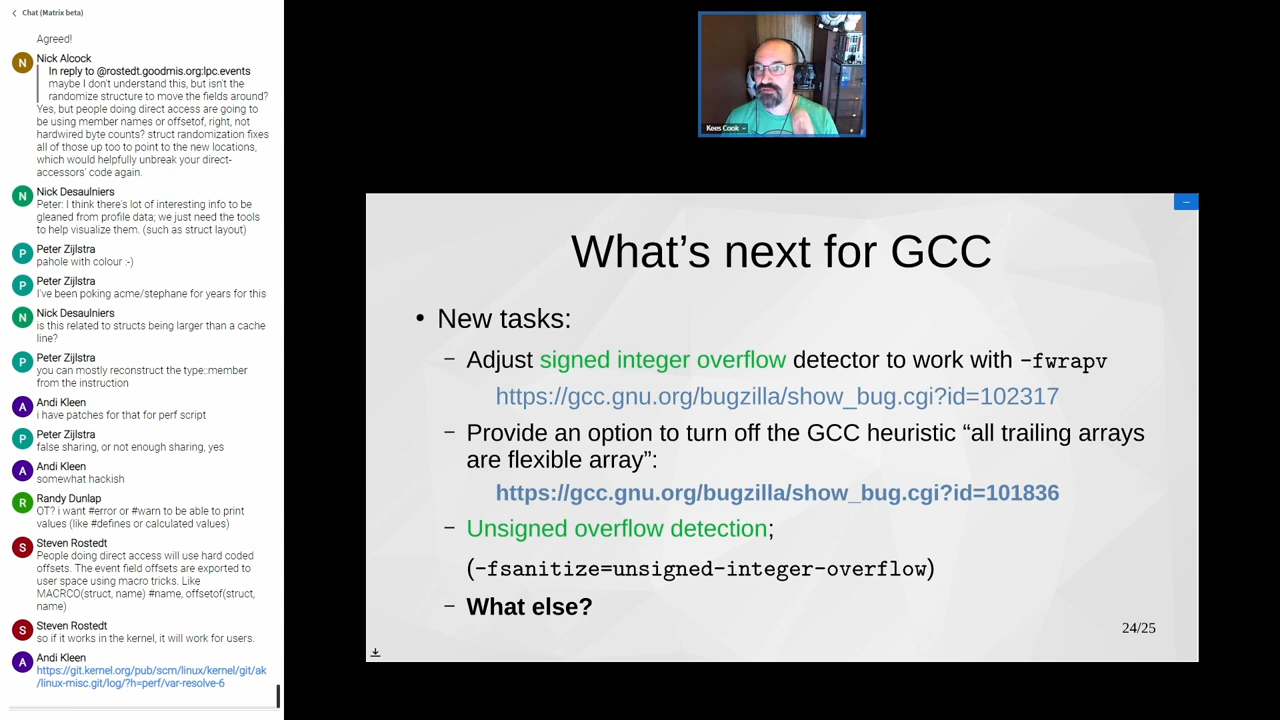 Chat (Matrix beta)
Agreed!
N
Nick Alcock
In reply to @rostedt.goodmis.org:lpc.events
maybe I don't understand this, but isn't the
randomize structure to move the fields around?
Yes, but people doing direct access are going to
be using member names or offsetof, right, not
hardwired byte counts? struct randomization fixes
all of those up too to point to the new locations,
which would helpfully unbreak your direct-
accessors' code again.
N
Nick Desaulniers
Peter: I think there's lot of interesting info to be
gleaned from profile data; we just need the tools
to help visualize them. (such as struct layout)
P
Peter Zijlstra
pahole with colour :-)
P
Peter Zijlstra
I've been poking acme/stephane for years for this
N
Nick Desaulniers
is this related to structs being larger than a cache
line?
P
Peter Zijlstra
you can mostly reconstruct the type::member
from the instruction
A
Andi Kleen
i have patches for that for perf script
P
Peter Zijlstra
false sharing, or not enough sharing, yes
A
Andi Kleen
somewhat hackish
R
Randy Dunlap
OT? i want #error or #warn to be able to print
values (like #defines or calculated values)
S
Steven Rostedt
People doing direct access will use hard coded
offsets. The event field offsets are exported to
user space using macro tricks. Like
MACRCO(struct, name) #name, offsetof(struct,
name)
S
Steven Rostedt
so if it works in the kernel, it will work for users.
A
Andi Kleen
https://git.kernel.org/pub/scm/linux/kernel/git/ak
/linux-misc.git/log/?h=perf/var-resolve-6
Kees Cook
What's next for GCC
• New tasks:
– Adjust signed integer overflow detector to work with -fwrapv
https://gcc.gnu.org/bugzilla/show_bug.cgi?id=102317
– Provide an option to turn off the GCC heuristic “all trailing arrays
are flexible array”:
https://gcc.gnu.org/bugzilla/show_bug.cgi?id=101836
– Unsigned overflow detection;
(-fsanitize=unsigned-integer-overflow)
– What else?
24/25